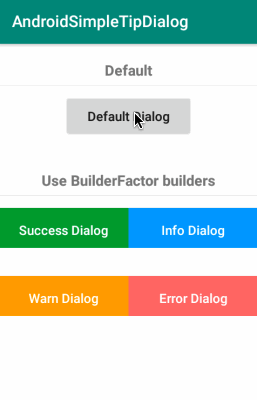 AndroidSimpleTipDialog
Default
Default Dialog
Use BuilderFactor builders
Success Dialog
Info Dialog
Warn Dialog
Error Dialog